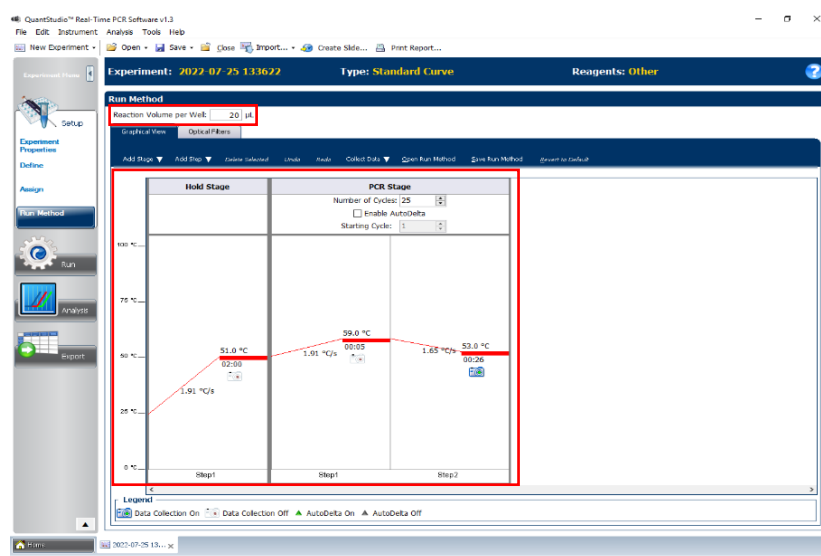 QuantStudio™ Real-Time PCR Software v1.3
File Edit Instrument Analysis Tools Help
New Experiment Open Save Close Import... Create Slide... Print Report...
Experiment Menu
Experiment: 2022-07-25 133622 Type: Standard Curve Reagents: Other
Run Method
Reaction Volume per Well: 20 µL
Setup
Graphical View Optical Filters
Experiment
Properties
Define
Assign
Run Method
Run
Analysis
Export
Add Stage Add Step Delete Selected Undo Redo Collect Data Open Run Method Save Run Method Revert to Default
Hold Stage PCR Stage
Number of Cycles: 25
Enable AutoDelta
Starting Cycle: 1
100 °C
75 °C
50 °C
25 °C
0 °C
51.0 °C
02:00
1.91 °C/s
59.0 °C
00:05
1.91 °C/s
53.0 °C
00:26
1.65 °C/s
Step1 Step1 Step2
Legend
Data Collection On Data Collection Off AutoDelta On AutoDelta Off
Home 2022-07-25 13... x